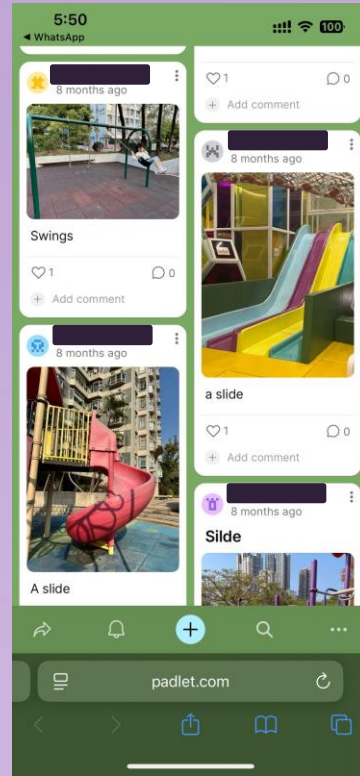 5:50
100
WhatsApp
8 months ago
Swings
1
0
Add comment
8 months ago
A slide
1
0
Add comment
8 months ago
a slide
1
0
Add comment
8 months ago
Silde
padlet.com